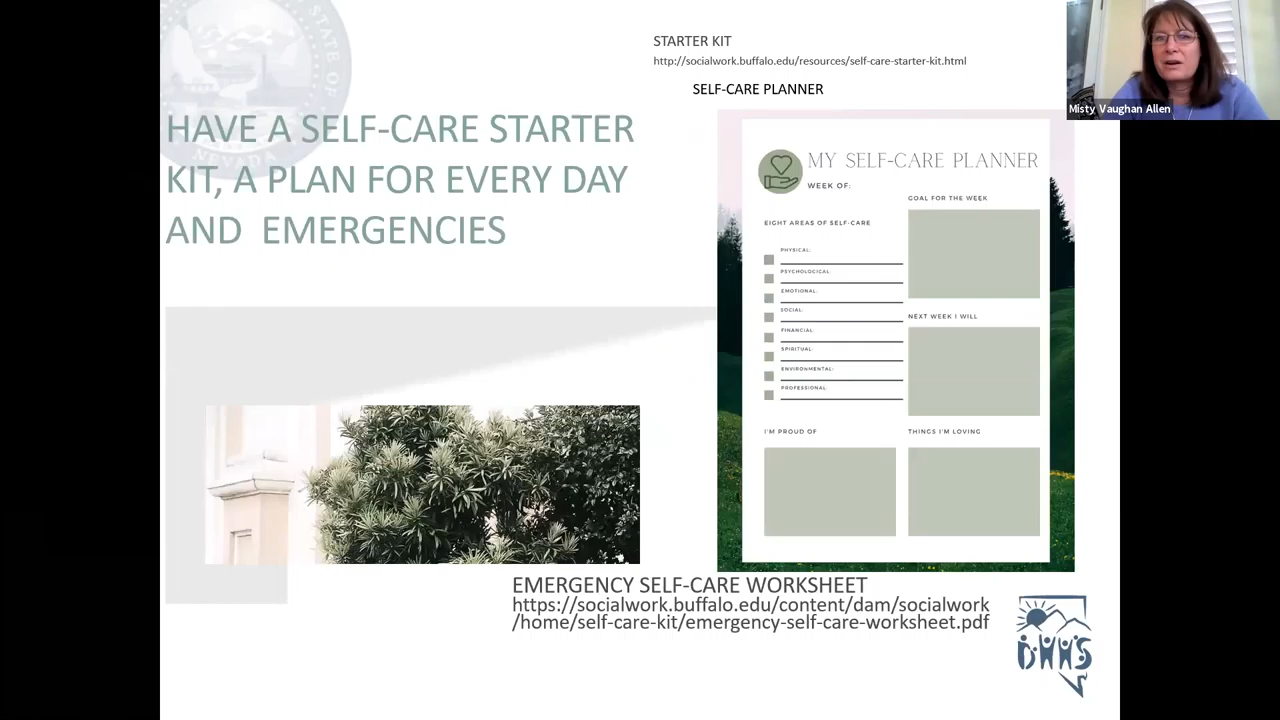 STATE OF
NEVADA
HAVE A SELF-CARE STARTER
KIT, A PLAN FOR EVERY DAY
AND  EMERGENCIES
STARTER KIT
http://socialwork.buffalo.edu/resources/self-care-starter-kit.html
SELF-CARE PLANNER
MY SELF-CARE PLANNER
WEEK OF:
GOAL FOR THE WEEK
EIGHT AREAS OF SELF-CARE
PHYSICAL:
PSYCHOLOGICAL:
EMOTIONAL:
SOCIAL:
FINANCIAL:
SPIRITUAL:
ENVIRONMENTAL:
PROFESSIONAL:
NEXT WEEK I WILL
I'M PROUD OF
THINGS I'M LOVING
EMERGENCY SELF-CARE WORKSHEET
https://socialwork.buffalo.edu/content/dam/socialwork
/home/self-care-kit/emergency-self-care-worksheet.pdf
DHHS
Misty Vaughan Allen